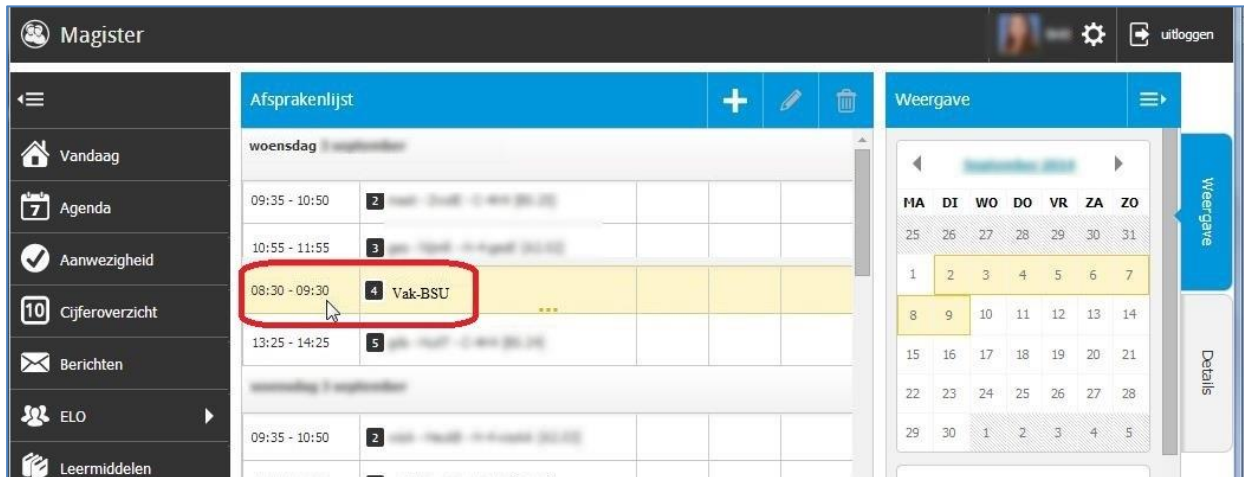 Magister
uitloggen
Afsprakenlijst
Weergave
Vandaag
7 Agenda
Aanwezigheid
10 Cijferoverzicht
Berichten
ELO
Leermiddelen
woensdag
09:35 - 10:50 2
10:55 - 11:55 3
08:30 - 09:30 4 Vak-BSU
...
13:25 - 14:25 5
09:35 - 10:50 2
MA DI WO DO VR ZA ZO
25 26 27 28 29 30 31
1 2 3 4 5 6 7
8 9 10 11 12 13 14
15 16 17 18 19 20 21
22 23 24 25 26 27 28
29 30 1 2 3 4 5
Weergave
Details